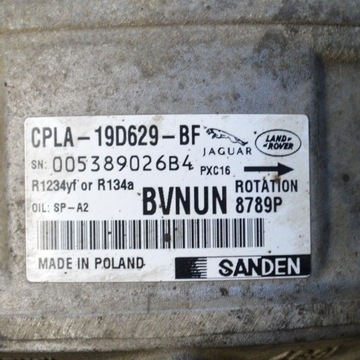 CPLA-19D629-BF
JAGUAR
LAND-
ROVER
SN: 005389026B4
PXC16
R1234yf or R134a
ROTATION
OIL: SP-A2
BVNUN 8789P
MADE IN POLAND
SANDEN